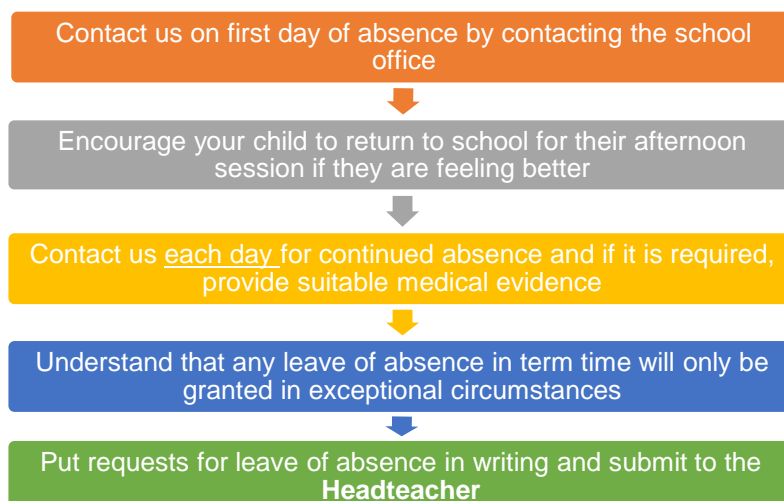 Contact us on first day of absence by contacting the school
office
Encourage your child to return to school for their afternoon
session if they are feeling better
Contact us each day for continued absence and if it is required,
provide suitable medical evidence
Understand that any leave of absence in term time will only be
granted in exceptional circumstances
Put requests for leave of absence in writing and submit to the
Headteacher